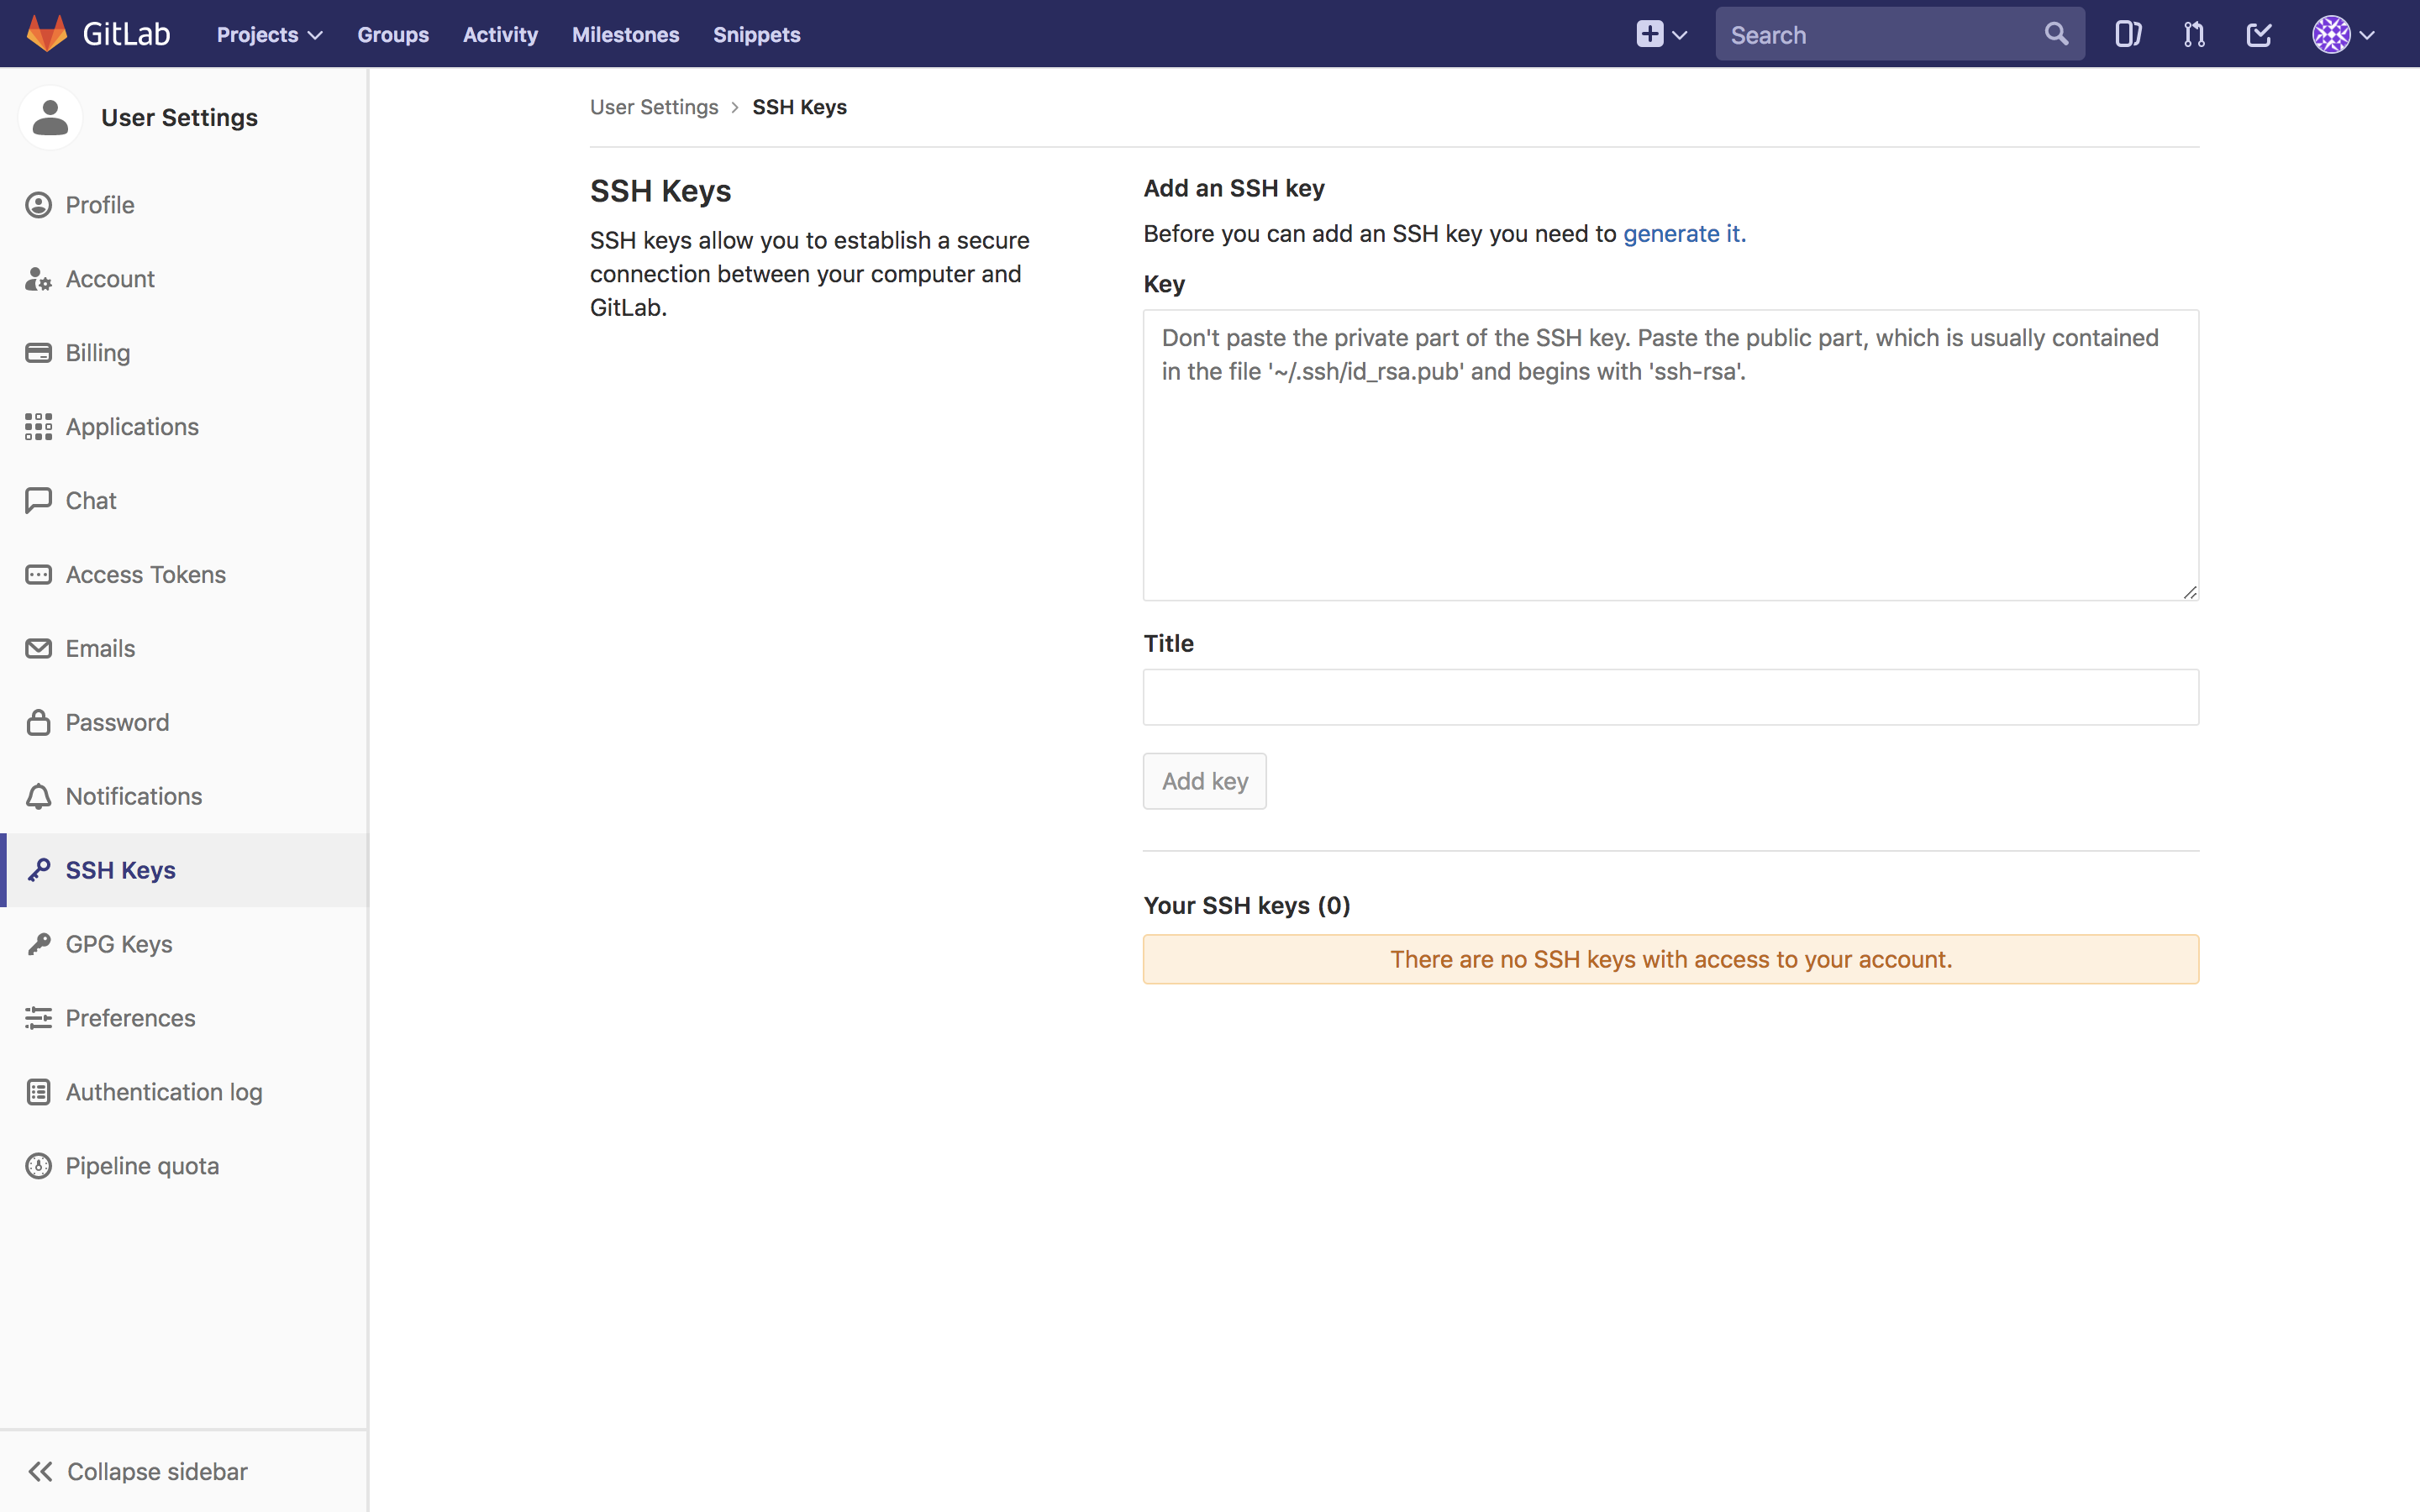 GitLab
Projects
Groups
Activity
Milestones
Snippets
Search
User Settings
Profile
Account
Billing
Applications
Chat
Access Tokens
Emails
Password
Notifications
SSH Keys
GPG Keys
Preferences
Authentication log
Pipeline quota
Collapse sidebar
User Settings > SSH Keys
SSH Keys
SSH keys allow you to establish a secure
connection between your computer and
GitLab.
Add an SSH key
Before you can add an SSH key you need to generate it.
Key
Don't paste the private part of the SSH key. Paste the public part, which is usually contained
in the file '~/.ssh/id_rsa.pub' and begins with 'ssh-rsa'.
Title
Add key
Your SSH keys (0)
There are no SSH keys with access to your account.